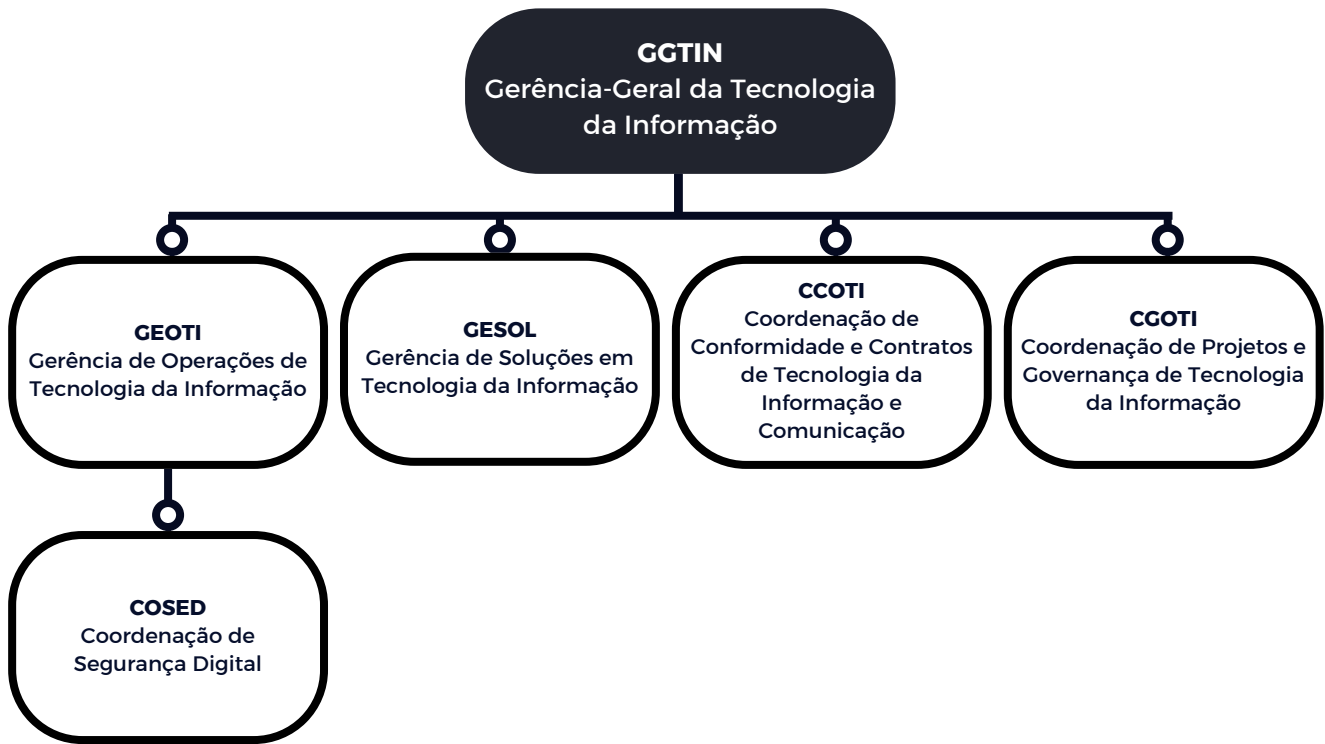 GGTIN
Gerência-Geral da Tecnologia
da Informação
GEOTI
Gerência de Operações de
Tecnologia da Informação
GESOL
Gerência de Soluções em
Tecnologia da Informação
CCOTI
Coordenação de
Conformidade e Contratos
de Tecnologia da
Informação e
Comunicação
CGOTI
Coordenação de Projetos e
Governança de Tecnologia
da Informação
COSED
Coordenação de
Segurança Digital